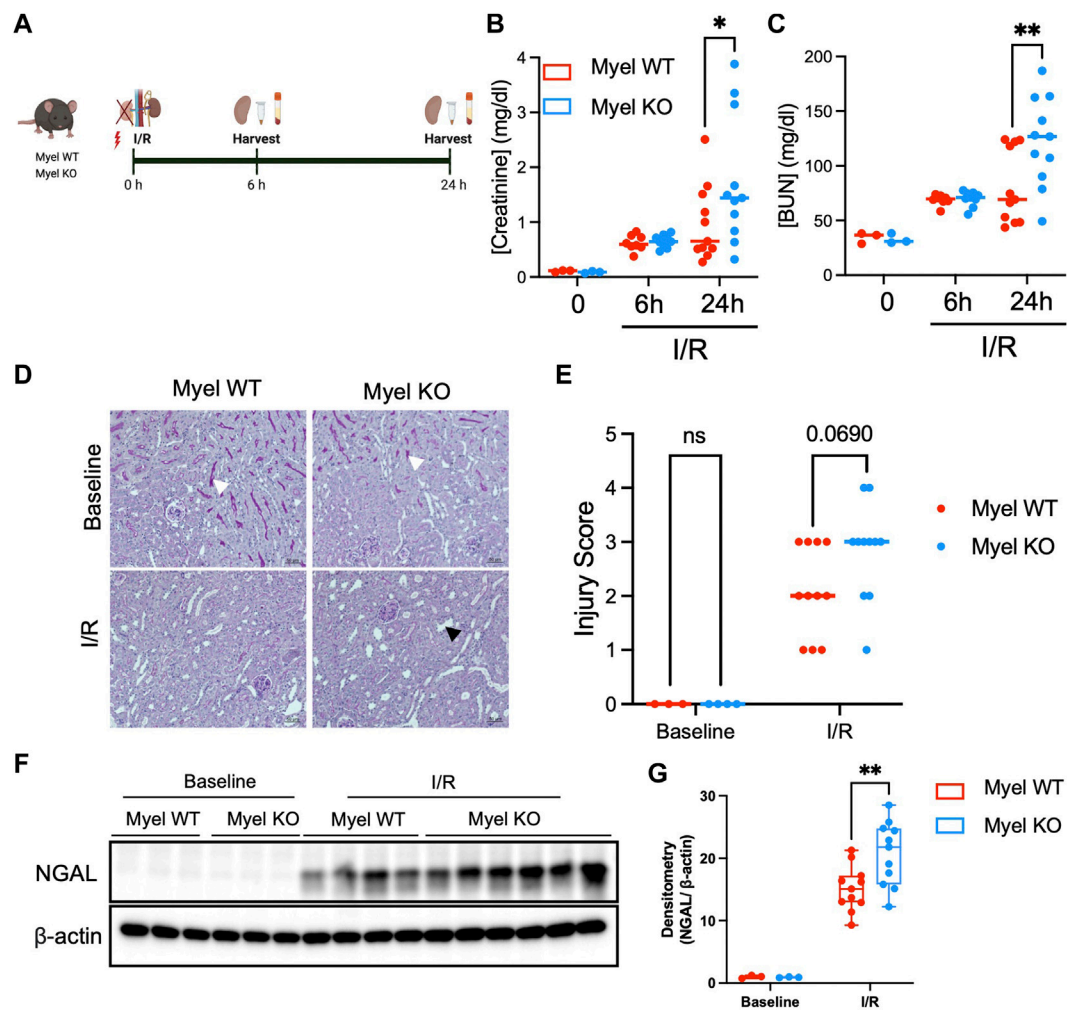 A
Myel WT
Myel KO
I/R
Harvest
Harvest
0 h
6 h
24 h
B
[Creatinine] (mg/dl)
4
3
2
1
0
Myel WT
Myel KO
*
0
6h
24h
I/R
C
[BUN] (mg/dl)
200
150
100
50
0
**
0
6h
24h
I/R
D
Myel WT
Myel KO
Baseline
I/R
E
Injury Score
5
4
3
2
1
0
ns
0.0690
Baseline
I/R
Myel WT
Myel KO
F
Baseline
I/R
Myel WT
Myel KO
Myel WT
Myel KO
NGAL
β-actin
G
Densitometry
(NGAL/ β-actin)
30
20
10
0
**
Baseline
I/R
Myel WT
Myel KO